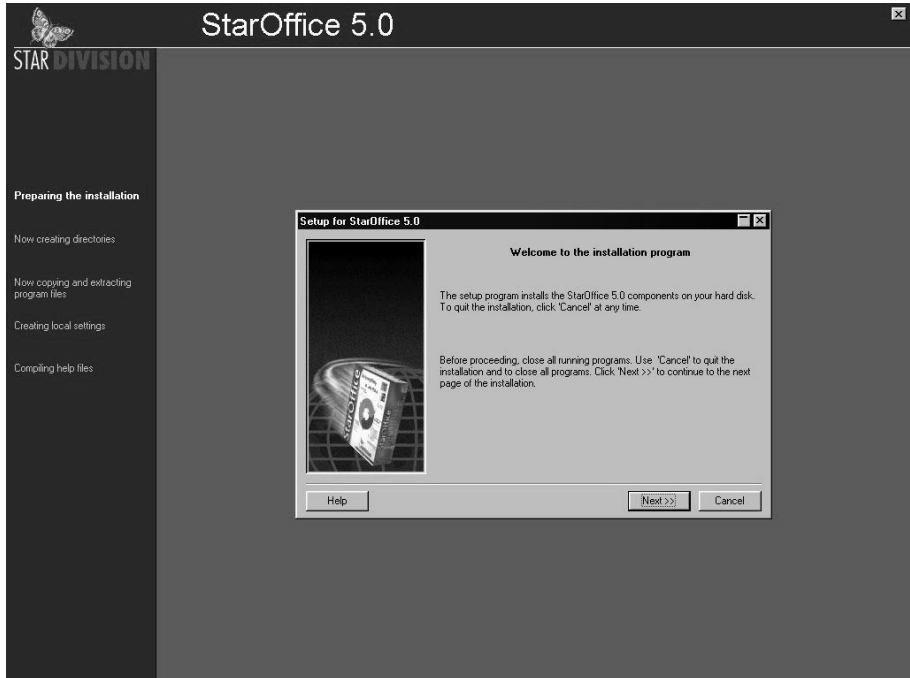 StarOffice 5.0
STAR DIVISION
Preparing the installation
Now creating directories
Now copying and extracting
program files
Creating local settings
Compiling help files
Setup for StarOffice 5.0
Welcome to the installation program
The setup program installs the StarOffice 5.0 components on your hard disk.
To quit the installation, click 'Cancel' at any time.
Before proceeding, close all running programs. Use 'Cancel' to quit the
installation and to close all programs. Click 'Next >>' to continue to the next
page of the installation.
StarOffice
Help
Next >>
Cancel